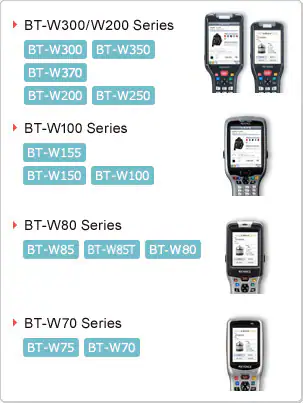 BT-W300/W200 Series
BT-W300 BT-W350
BT-W370
BT-W200 BT-W250
BT-W100 Series
BT-W155
BT-W150 BT-W100
BT-W80 Series
BT-W85 BT-W85T BT-W80
BT-W70 Series
BT-W75 BT-W70